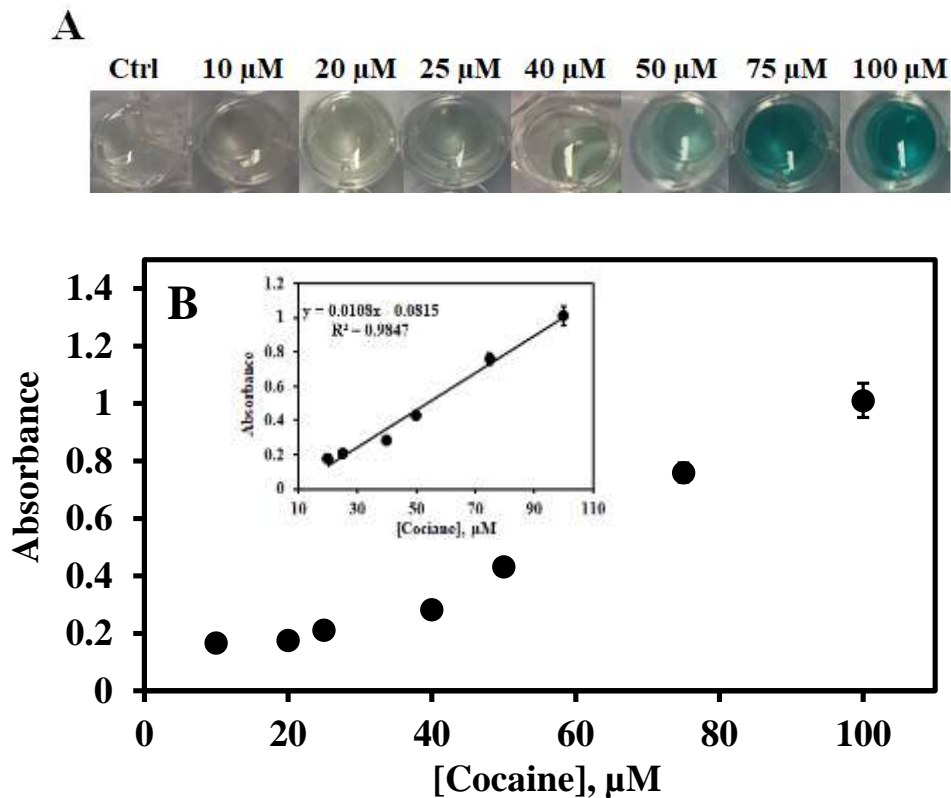 A
Ctrl 10 µM 20 µM 25 µM 40 µM 50 µM 75 µM 100 µM
B
1.4
1.2
1
0.8
0.6
0.4
0.2
0
Absorbance
1.2
1
0.8
0.6
0.4
0.2
0
Absorbance
y = 0.0108x 0.0815
R² = 0.9847
10 30 50 70 90 110
[Cociane], µM
0 20 40 60 80 100
[Cocaine], µM